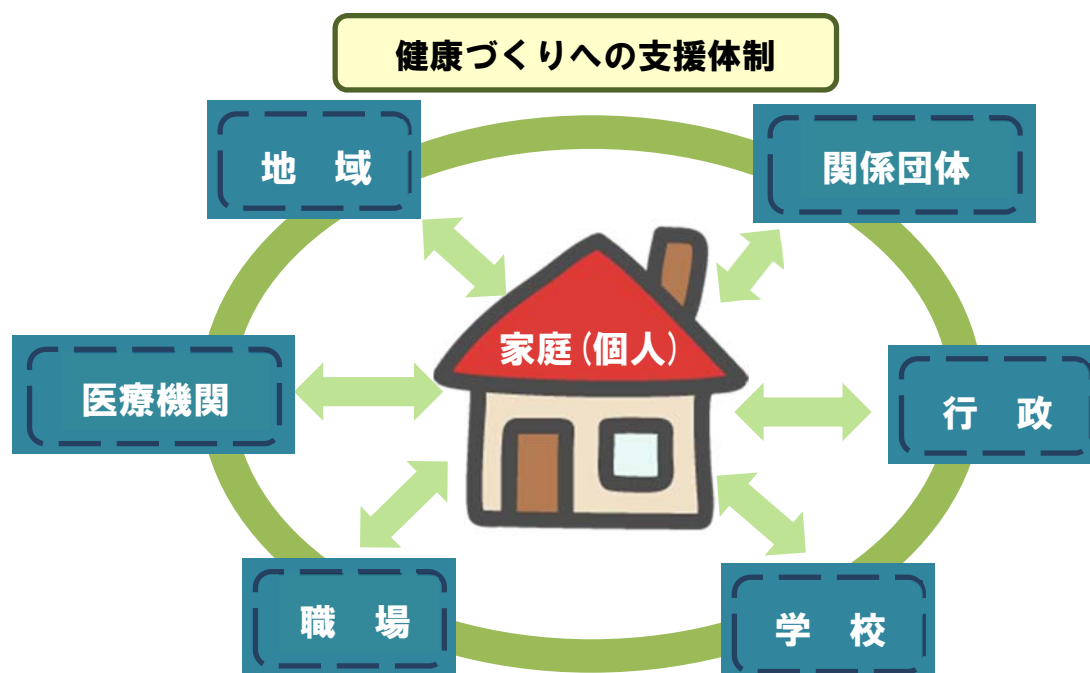 健康づくりへの支援体制
地　域
関係団体
家庭(個人)
医療機関
行　政
職　場
学　校